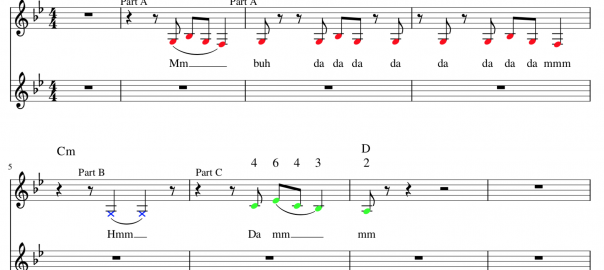 Part A Part A
Mm buh da da da da da da da da mmm
Cm D
5 Part B Part C 4 6 4 3 2
Hmm Da mm mm